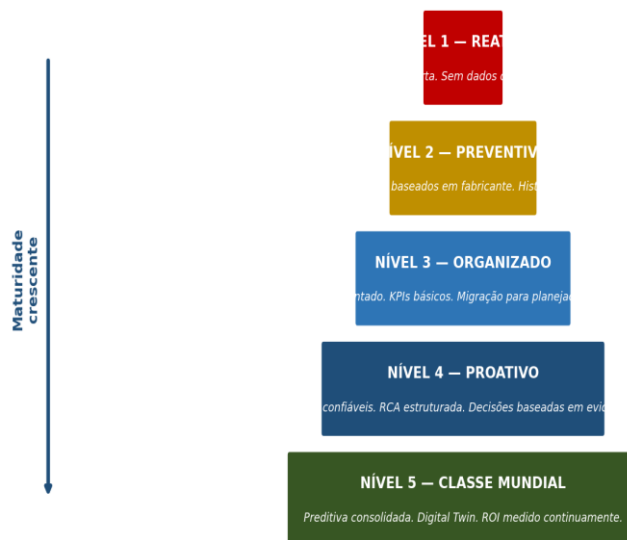 EL 1 — REAT
rta. Sem dados
ÍVEL 2 — PREVENTIV
baseados em fabricante. Hist
NÍVEL 3 — ORGANIZADO
ntado. KPIs básicos. Migração para planeja
NÍVEL 4 — PROATIVO
confiáveis. RCA estruturada. Decisões baseadas em evid
NÍVEL 5 — CLASSE MUNDIAL
Preditiva consolidada. Digital Twin. ROI medido continuamente.
Maturidade
crescente